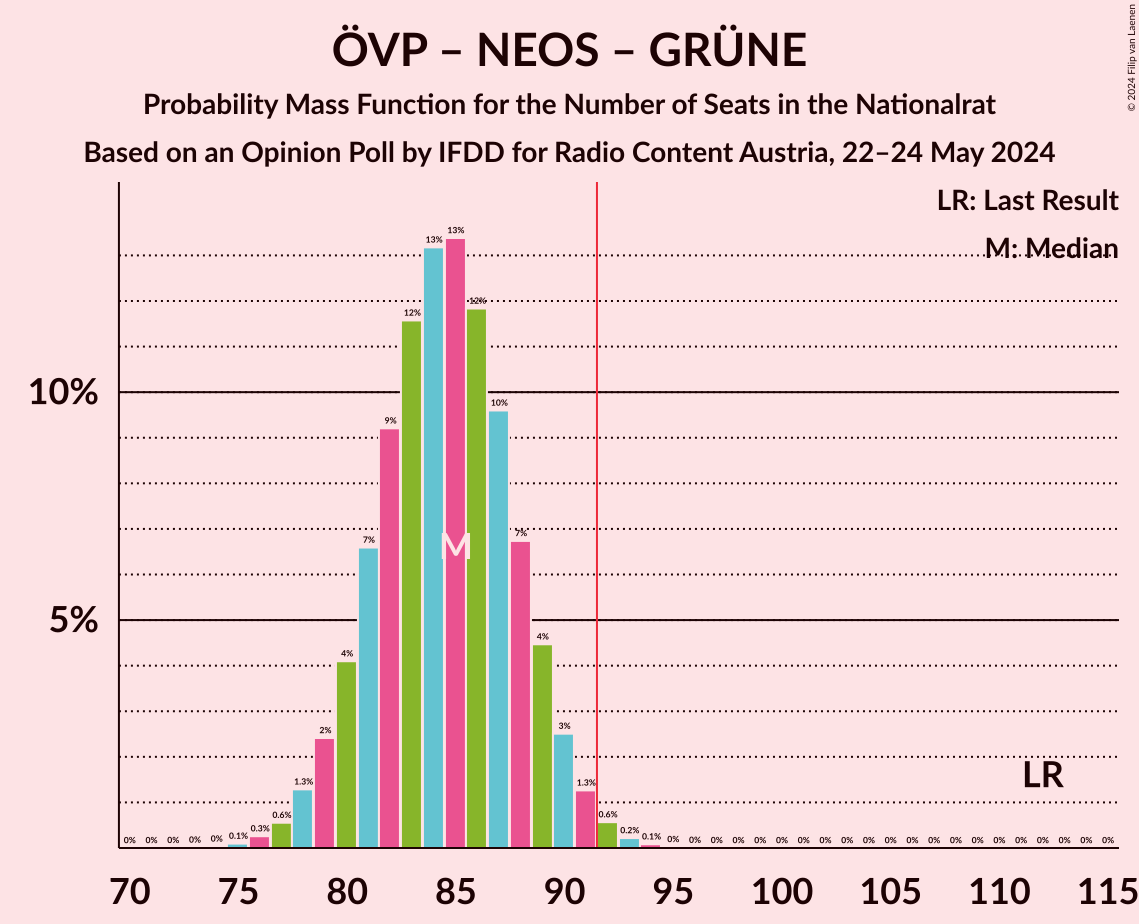 ÖVP – NEOS – GRÜNE
Probability Mass Function for the Number of Seats in the Nationalrat
Based on an Opinion Poll by IFDD for Radio Content Austria, 22–24 May 2024
© 2024 Filip van Laenen
LR: Last Result
M: Median
10%
5%
0% 0% 0% 0% 0% 0.1% 0.3% 0.6% 1.3% 2% 4% 7% 9% 12% 13% 13% 12% 10% 7% 4% 3% 1.3% 0.6% 0.2% 0.1% 0% 0% 0% 0% 0% 0% 0% 0% 0% 0% 0% 0% 0% 0% 0% 0% 0% 0% 0% 0% 0%
M
LR
70 75 80 85 90 95 100 105 110 115